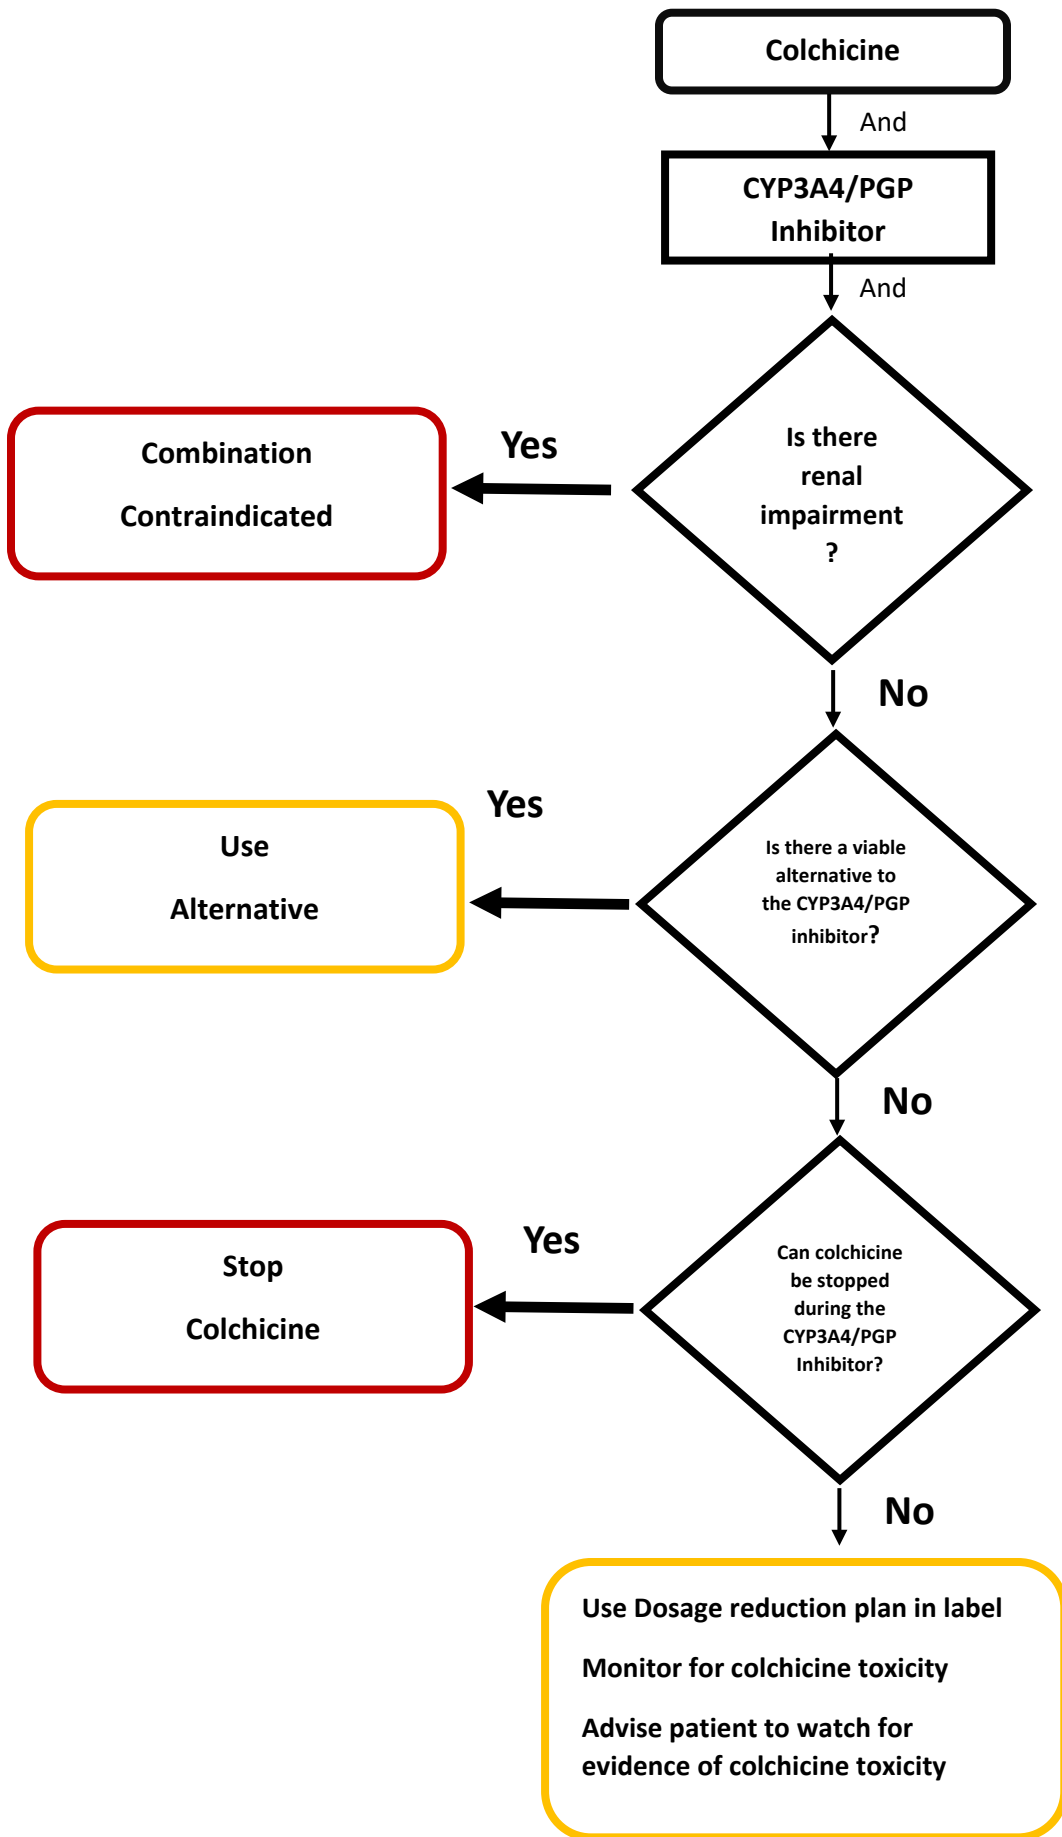 Colchicine
And
CYP3A4/PGP
Inhibitor
And
Is there
renal
impairment
?
Yes
Combination
Contraindicated
No
Is there a viable
alternative to
the CYP3A4/PGP
inhibitor?
Yes
Use
Alternative
No
Can colchicine
be stopped
during the
CYP3A4/PGP
Inhibitor?
Yes
Stop
Colchicine
No
Use Dosage reduction plan in label
Monitor for colchicine toxicity
Advise patient to watch for
evidence of colchicine toxicity